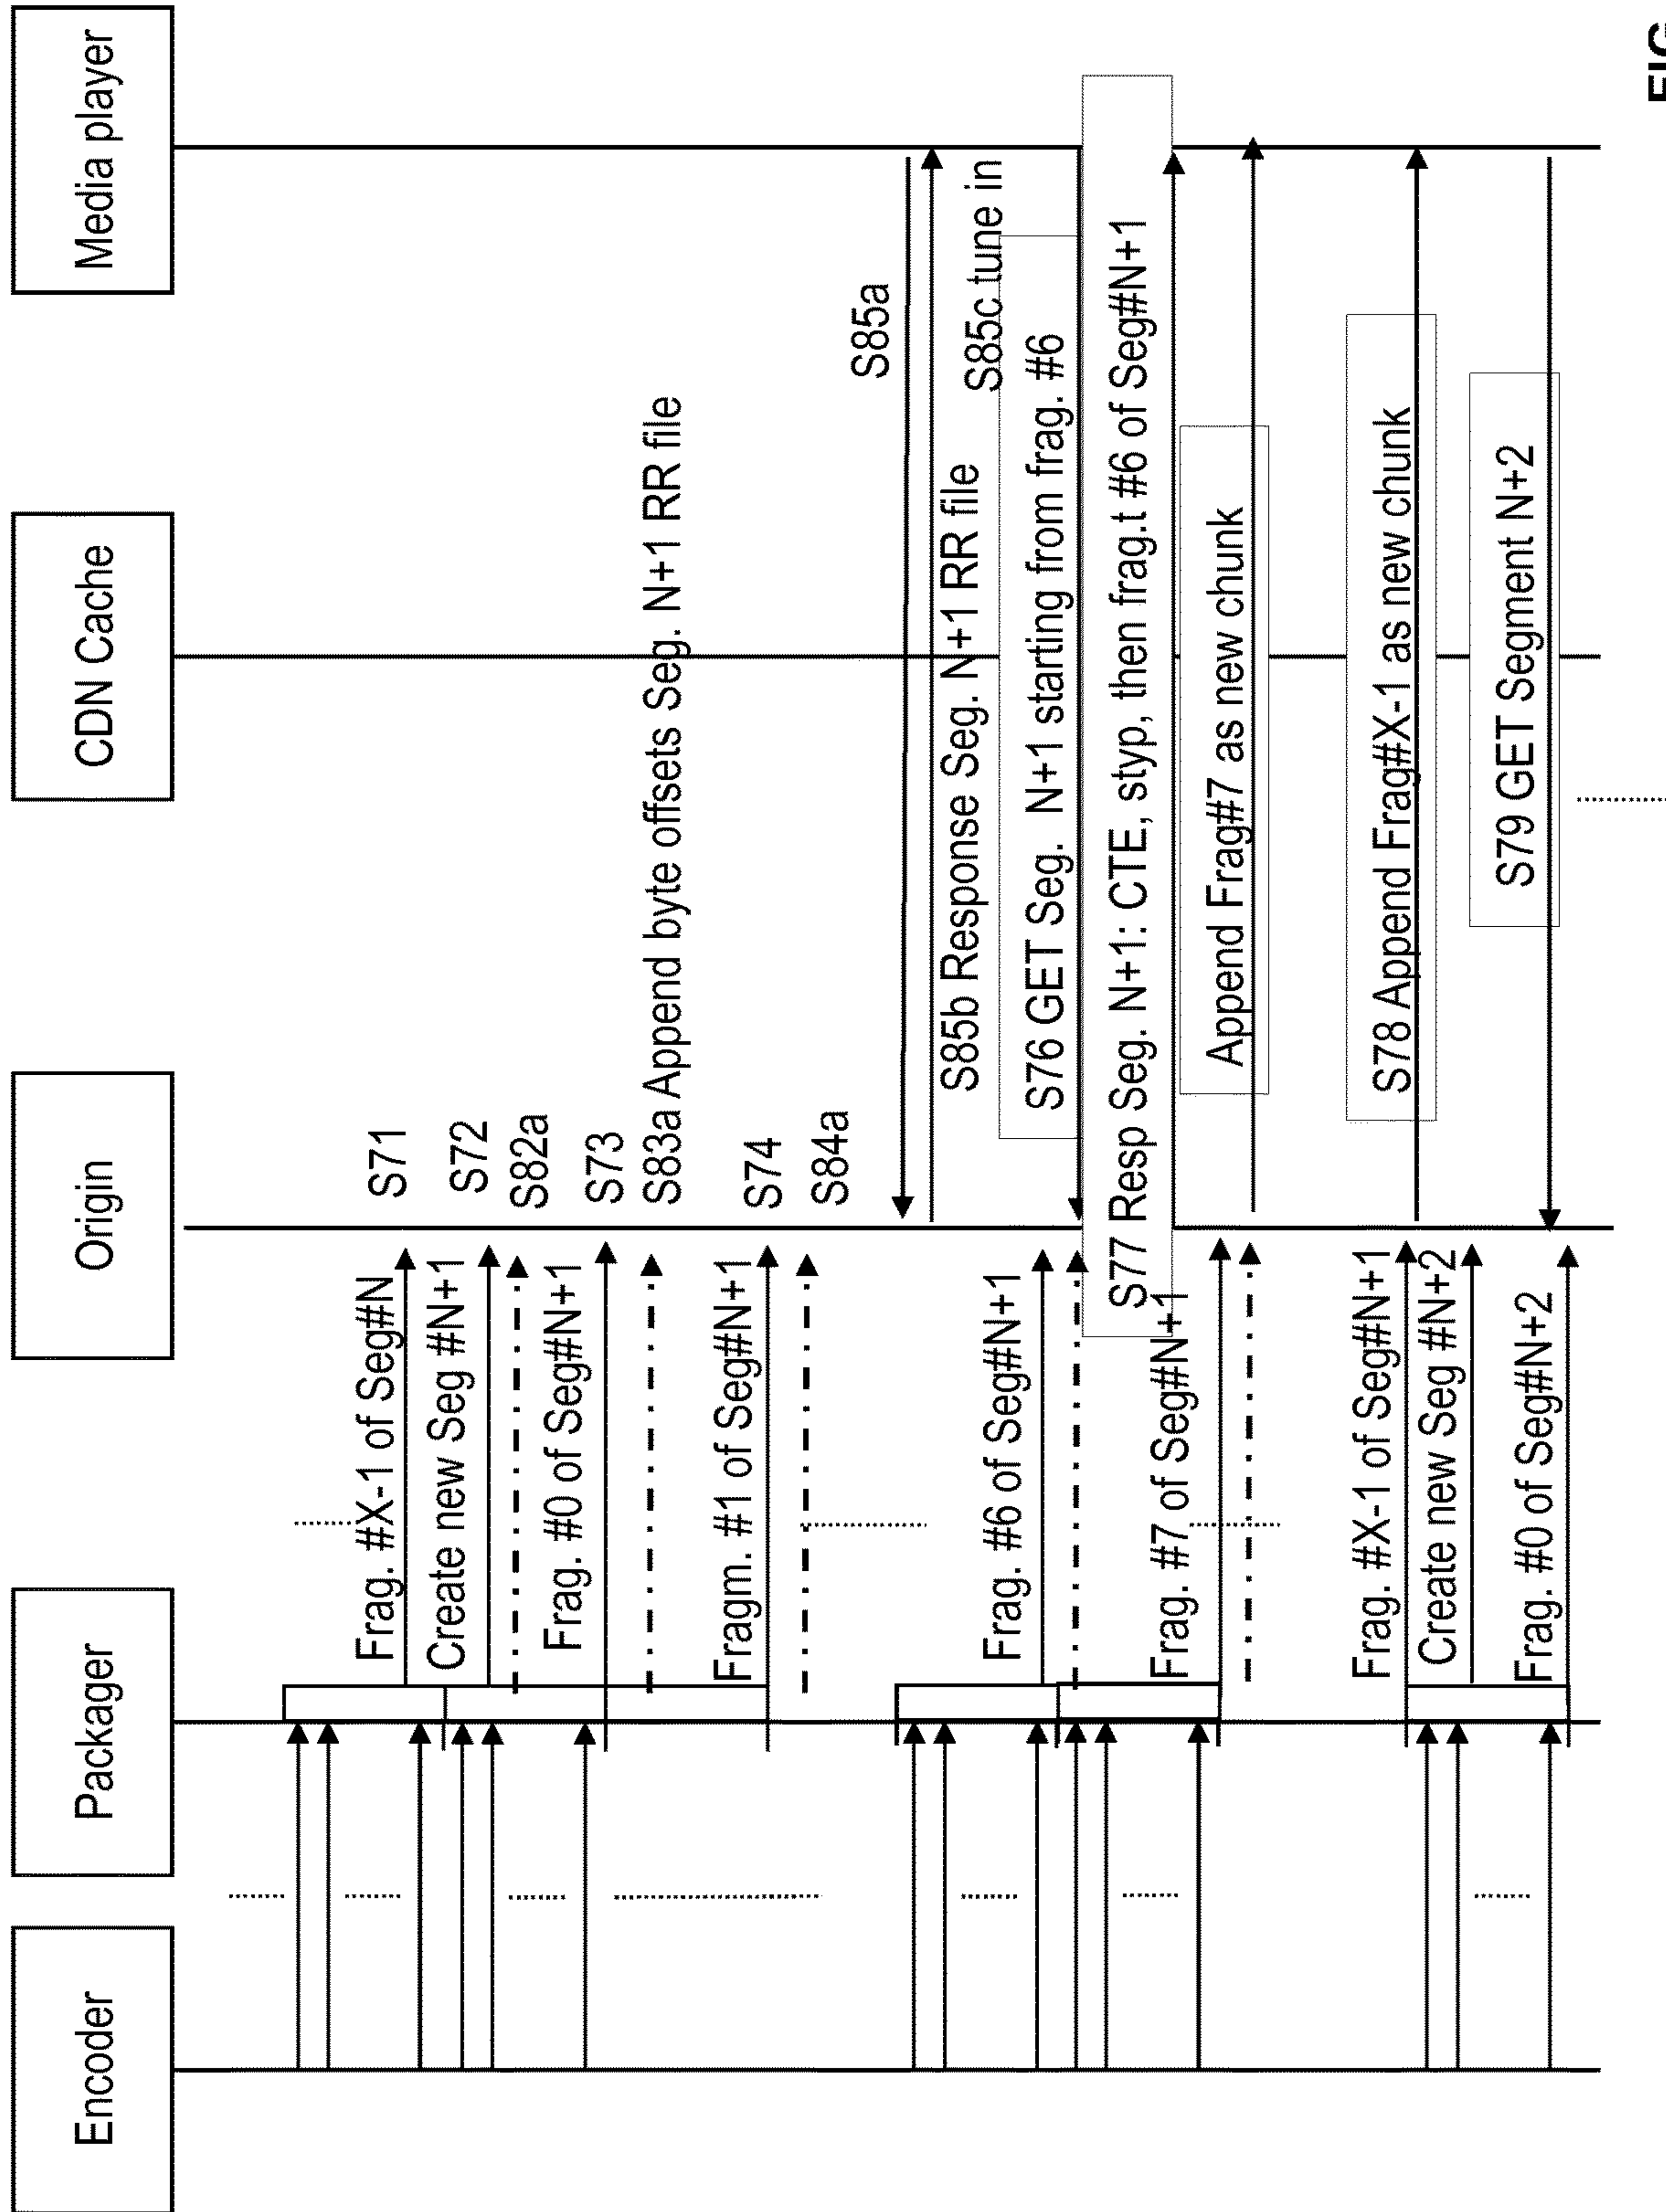 Encoder
Packager
Origin
CDN Cache
Media player
Frag. #X-1 of Seg#N
S71
Create new Seg #N+1
S72
S82a
Frag. #0 of Seg#N+1
S73
S83a Append byte offsets Seg. N+1 RR file
Fragm. #1 of Seg#N+1
S74
S84a
S85a
S85b Response Seg. N+1 RR file
S85c tune in
Frag. #6 of Seg#N+1
S76 GET Seg. N+1 starting from frag. #6
S77 Resp Seg. N+1: CTE, styp, then frag.t #6 of Seg#N+1
Frag. #7 of Seg#N+1
Append Frag#7 as new chunk
Frag. #X-1 of Seg#N+1
S78 Append Frag#X-1 as new chunk
Create new Seg #N+2
S79 GET Segment N+2
Frag. #0 of Seg#N+2